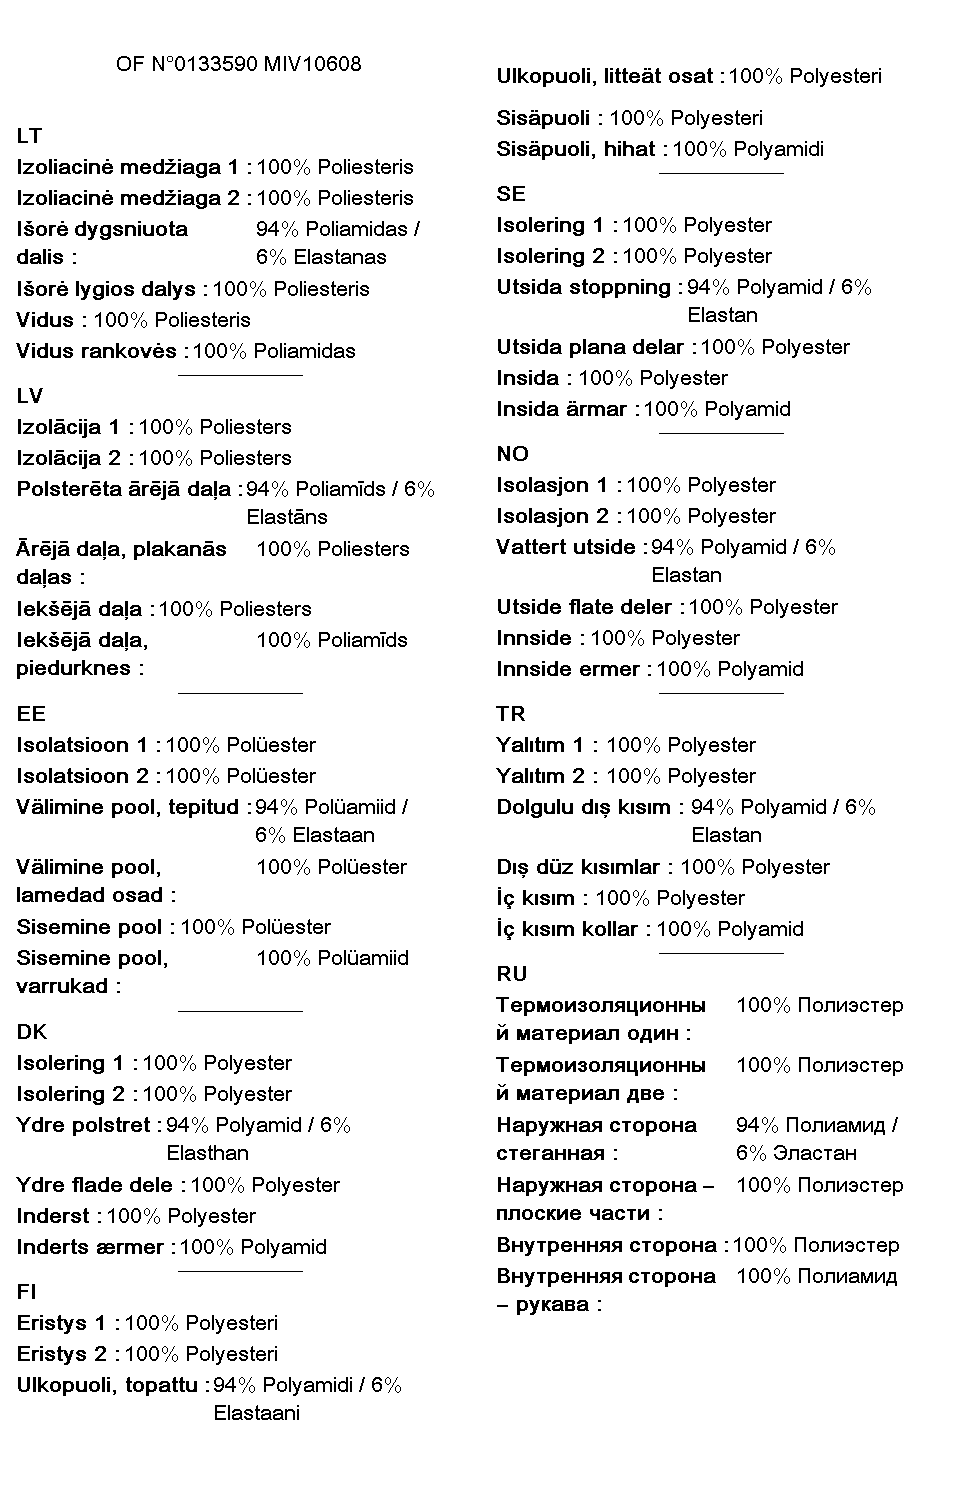 OF N°0133590 MIV10608
LT
Izoliacinė medžiaga 1 : 100% Poliesteris
Izoliacinė medžiaga 2 : 100% Poliesteris
Išorė dygsniuota 94% Poliamidas /
dalis : 6% Elastanas
Išorė lygios dalys : 100% Poliesteris
Vidus : 100% Poliesteris
Vidus rankovės : 100% Poliamidas
LV
Izolācija 1 : 100% Poliesters
Izolācija 2 : 100% Poliesters
Polsterēta ārējā daļa : 94% Poliamīds / 6%
Elastāns
Ārējā daļa, plakanās 100% Poliesters
daļas :
Iekšējā daļa : 100% Poliesters
Iekšējā daļa, 100% Poliamīds
piedurknes :
EE
Isolatsioon 1 : 100% Polüester
Isolatsioon 2 : 100% Polüester
Välimine pool, tepitud : 94% Polüamiid /
6% Elastaan
Välimine pool, 100% Polüester
lamedad osad :
Sisemine pool : 100% Polüester
Sisemine pool, 100% Polüamiid
varrukad :
DK
Isolering 1 : 100% Polyester
Isolering 2 : 100% Polyester
Ydre polstret : 94% Polyamid / 6%
Elasthan
Ydre flade dele : 100% Polyester
Inderst : 100% Polyester
Inderts ærmer : 100% Polyamid
FI
Eristys 1 : 100% Polyesteri
Eristys 2 : 100% Polyesteri
Ulkopuoli, topattu : 94% Polyamidi / 6%
Elastaani
Ulkopuoli, litteät osat : 100% Polyesteri
Sisäpuoli : 100% Polyesteri
Sisäpuoli, hihat : 100% Polyamidi
SE
Isolering 1 : 100% Polyester
Isolering 2 : 100% Polyester
Utsida stoppning : 94% Polyamid / 6%
Elastan
Utsida plana delar : 100% Polyester
Insida : 100% Polyester
Insida ärmar : 100% Polyamid
NO
Isolasjon 1 : 100% Polyester
Isolasjon 2 : 100% Polyester
Vattert utside : 94% Polyamid / 6%
Elastan
Utside flate deler : 100% Polyester
Innside : 100% Polyester
Innside ermer : 100% Polyamid
TR
Yalıtım 1 : 100% Polyester
Yalıtım 2 : 100% Polyester
Dolgulu dış kısım : 94% Polyamid / 6%
Elastan
Dış düz kısımlar : 100% Polyester
İç kısım : 100% Polyester
İç kısım kollar : 100% Polyamid
RU
Термоизоляционны 100% Полиэстер
й материал один :
Термоизоляционны 100% Полиэстер
й материал две :
Наружная сторона 94% Полиамид /
стеганная : 6% Эластан
Наружная сторона – 100% Полиэстер
плоские части :
Внутренняя сторона : 100% Полиэстер
Внутренняя сторона 100% Полиамид
– рукава :